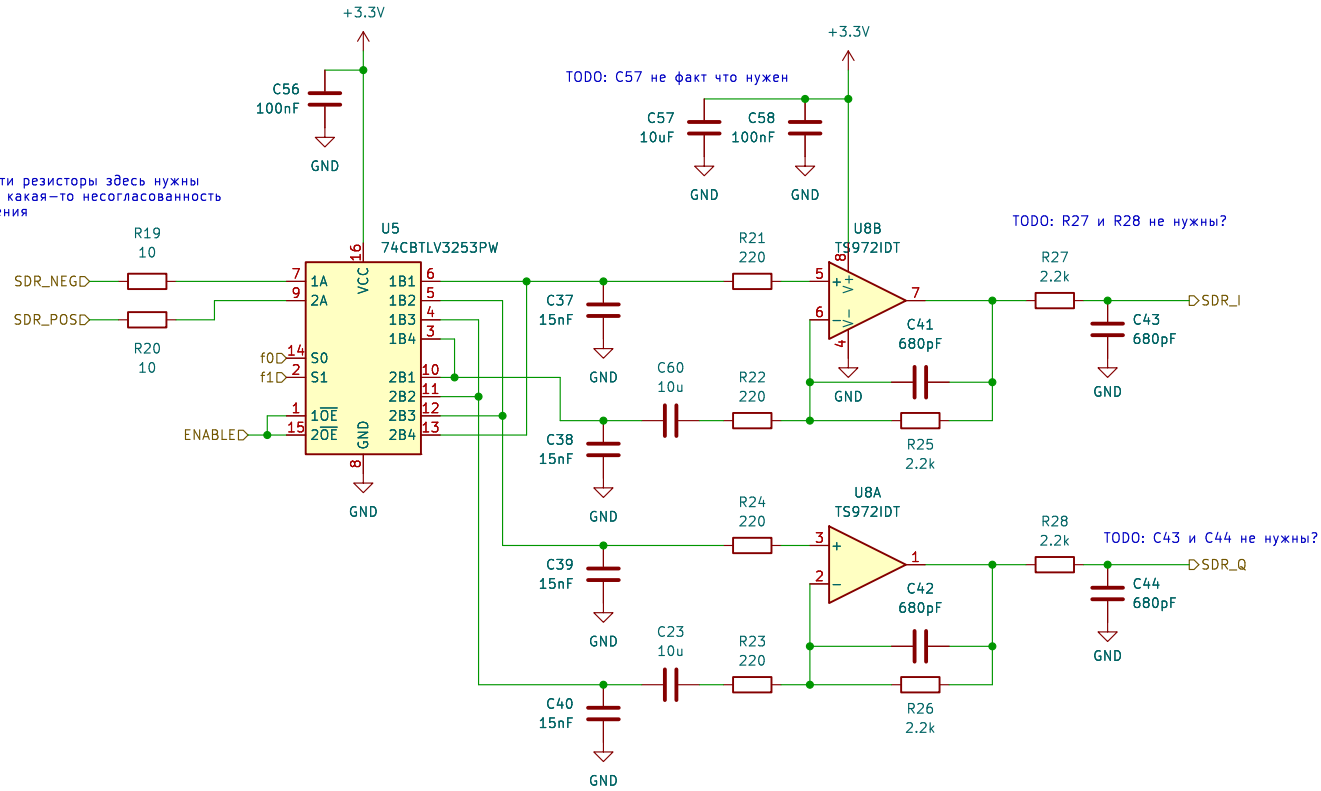 +3.3V
+3.3V
TODO: C57 не факт что нужен
C56
100nF
GND
C57
10uF
C58
100nF
GND
GND
ти резисторы здесь нужны
какая-то несогласованность
ения
R19
10
SDR_NEG
SDR_POS
R20
10
U5
74CBTLV3253PW
16
VCC
7
1A
9
2A
f0
14
S0
f1
2
S1
1
1OE
ENABLE
15
2OE
GND
8
GND
1B1
6
1B2
5
1B3
4
1B4
3
2B1
10
2B2
11
2B3
12
2B4
13
C37
15nF
GND
R21
220
C60
10u
R22
220
C38
15nF
GND
U8B
TS972IDT
8
V+
5
+
6
-
V-
4
7
GND
C41
680pF
R25
2.2k
TODO: R27 и R28 не нужны?
R27
2.2k
SDR_I
C43
680pF
GND
R24
220
C39
15nF
GND
C23
10u
R23
220
C40
15nF
GND
U8A
TS972IDT
3
+
2
-
1
C42
680pF
R26
2.2k
R28
2.2k
TODO: C43 и C44 не нужны?
SDR_Q
C44
680pF
GND